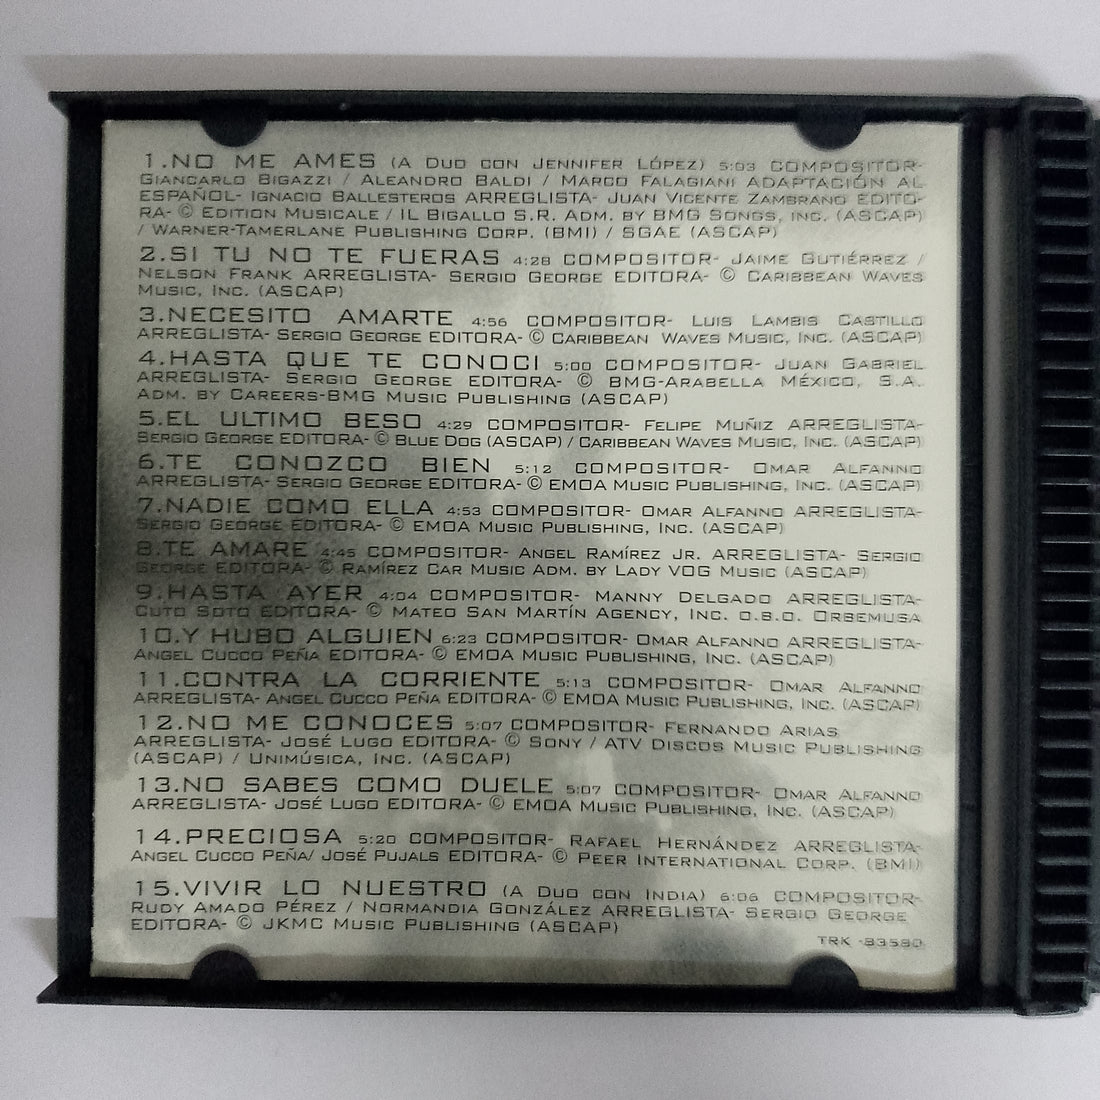 1.NO ME AMES (A DUO CON JENNIFER LÓPEZ) 5:03 COMPOSITOR-
GIANCARLO BIGAZZI / ALEANDRO BALDI / MARCO FALAGIANI ADAPTACIÓN AL
ESPAÑOL- IGNACIO BALLESTEROS ARREGLISTA- JUAN VICENTE ZAMBRANO EDITO-
RA- © EDITION MUSICALE / IL BIGALLO S.R. ADM. BY BMG SONGS, INC. (ASCAP)
/ WARNER-TAMERLANE PUBLISHING CORP. (BMI) / SGAE (ASCAP)
2.SI TU NO TE FUERAS 4:28 COMPOSITOR- JAIME GUTIÉRREZ /
NELSON FRANK ARREGLISTA- SERGIO GEORGE EDITORA- © CARIBBEAN WAVES
MUSIC, INC. (ASCAP)
3.NECESITO AMARTE 4:56 COMPOSITOR- LUIS LAMBIS CASTILLO
ARREGLISTA- SERGIO GEORGE EDITORA- © CARIBBEAN WAVES MUSIC, INC. (ASCAP)
4.HASTA QUE TE CONOCI 5:00 COMPOSITOR- JUAN GABRIEL
ARREGLISTA- SERGIO GEORGE EDITORA- © BMG-ARABELLA MÉXICO, S.A.
ADM. BY CAREERS-BMG MUSIC PUBLISHING (ASCAP)
5.EL ULTIMO BESO 4:29 COMPOSITOR- FELIPE MUÑIZ ARREGLISTA-
SERGIO GEORGE EDITORA- © BLUE DOG (ASCAP) / CARIBBEAN WAVES MUSIC, INC. (ASCAP)
6.TE CONOZCO BIEN 5:12 COMPOSITOR- OMAR ALFANNO
ARREGLISTA- SERGIO GEORGE EDITORA- © EMOA MUSIC PUBLISHING, INC. (ASCAP)
7.NADIE COMO ELLA 4:53 COMPOSITOR- OMAR ALFANNO ARREGLISTA-
SERGIO GEORGE EDITORA- © EMOA MUSIC PUBLISHING, INC. (ASCAP)
8.TE AMARE 4:45 COMPOSITOR- ANGEL RAMÍREZ JR. ARREGLISTA- SERGIO
GEORGE EDITORA- © RAMÍREZ CAR MUSIC ADM. BY LADY VOG MUSIC (ASCAP)
9.HASTA AYER 4:04 COMPOSITOR- MANNY DELGADO ARREGLISTA-
CUTO SOTO EDITORA- © MATEO SAN MARTÍN AGENCY, INC. O.B.O. ORBEMUSA
10.Y HUBO ALGUIEN 6:23 COMPOSITOR- OMAR ALFANNO ARREGLISTA-
ANGEL CUCCO PEÑA EDITORA- © EMOA MUSIC PUBLISHING, INC. (ASCAP)
11.CONTRA LA CORRIENTE 5:13 COMPOSITOR- OMAR ALFANNO
ARREGLISTA- ANGEL CUCCO PEÑA EDITORA- © EMOA MUSIC PUBLISHING, INC. (ASCAP)
12.NO ME CONOCES 5:07 COMPOSITOR- FERNANDO ARIAS
ARREGLISTA- JOSÉ LUGO EDITORA- © SONY / ATV DISCOS MUSIC PUBLISHING
(ASCAP) / UNIMÚSICA, INC. (ASCAP)
13.NO SABES COMO DUELE 5:07 COMPOSITOR- OMAR ALFANNO
ARREGLISTA- JOSÉ LUGO EDITORA- © EMOA MUSIC PUBLISHING, INC. (ASCAP)
14.PRECIOSA 5:20 COMPOSITOR- RAFAEL HERNÁNDEZ ARREGLISTA-
ANGEL CUCCO PEÑA/ JOSÉ PUJALS EDITORA- © PEER INTERNATIONAL CORP. (BMI)
15.VIVIR LO NUESTRO (A DUO CON INDIA) 6:06 COMPOSITOR-
RUDY AMADO PÉREZ / NORMANDIA GONZÁLEZ ARREGLISTA- SERGIO GEORGE
EDITORA- © JKMC MUSIC PUBLISHING (ASCAP)
TRK -83580